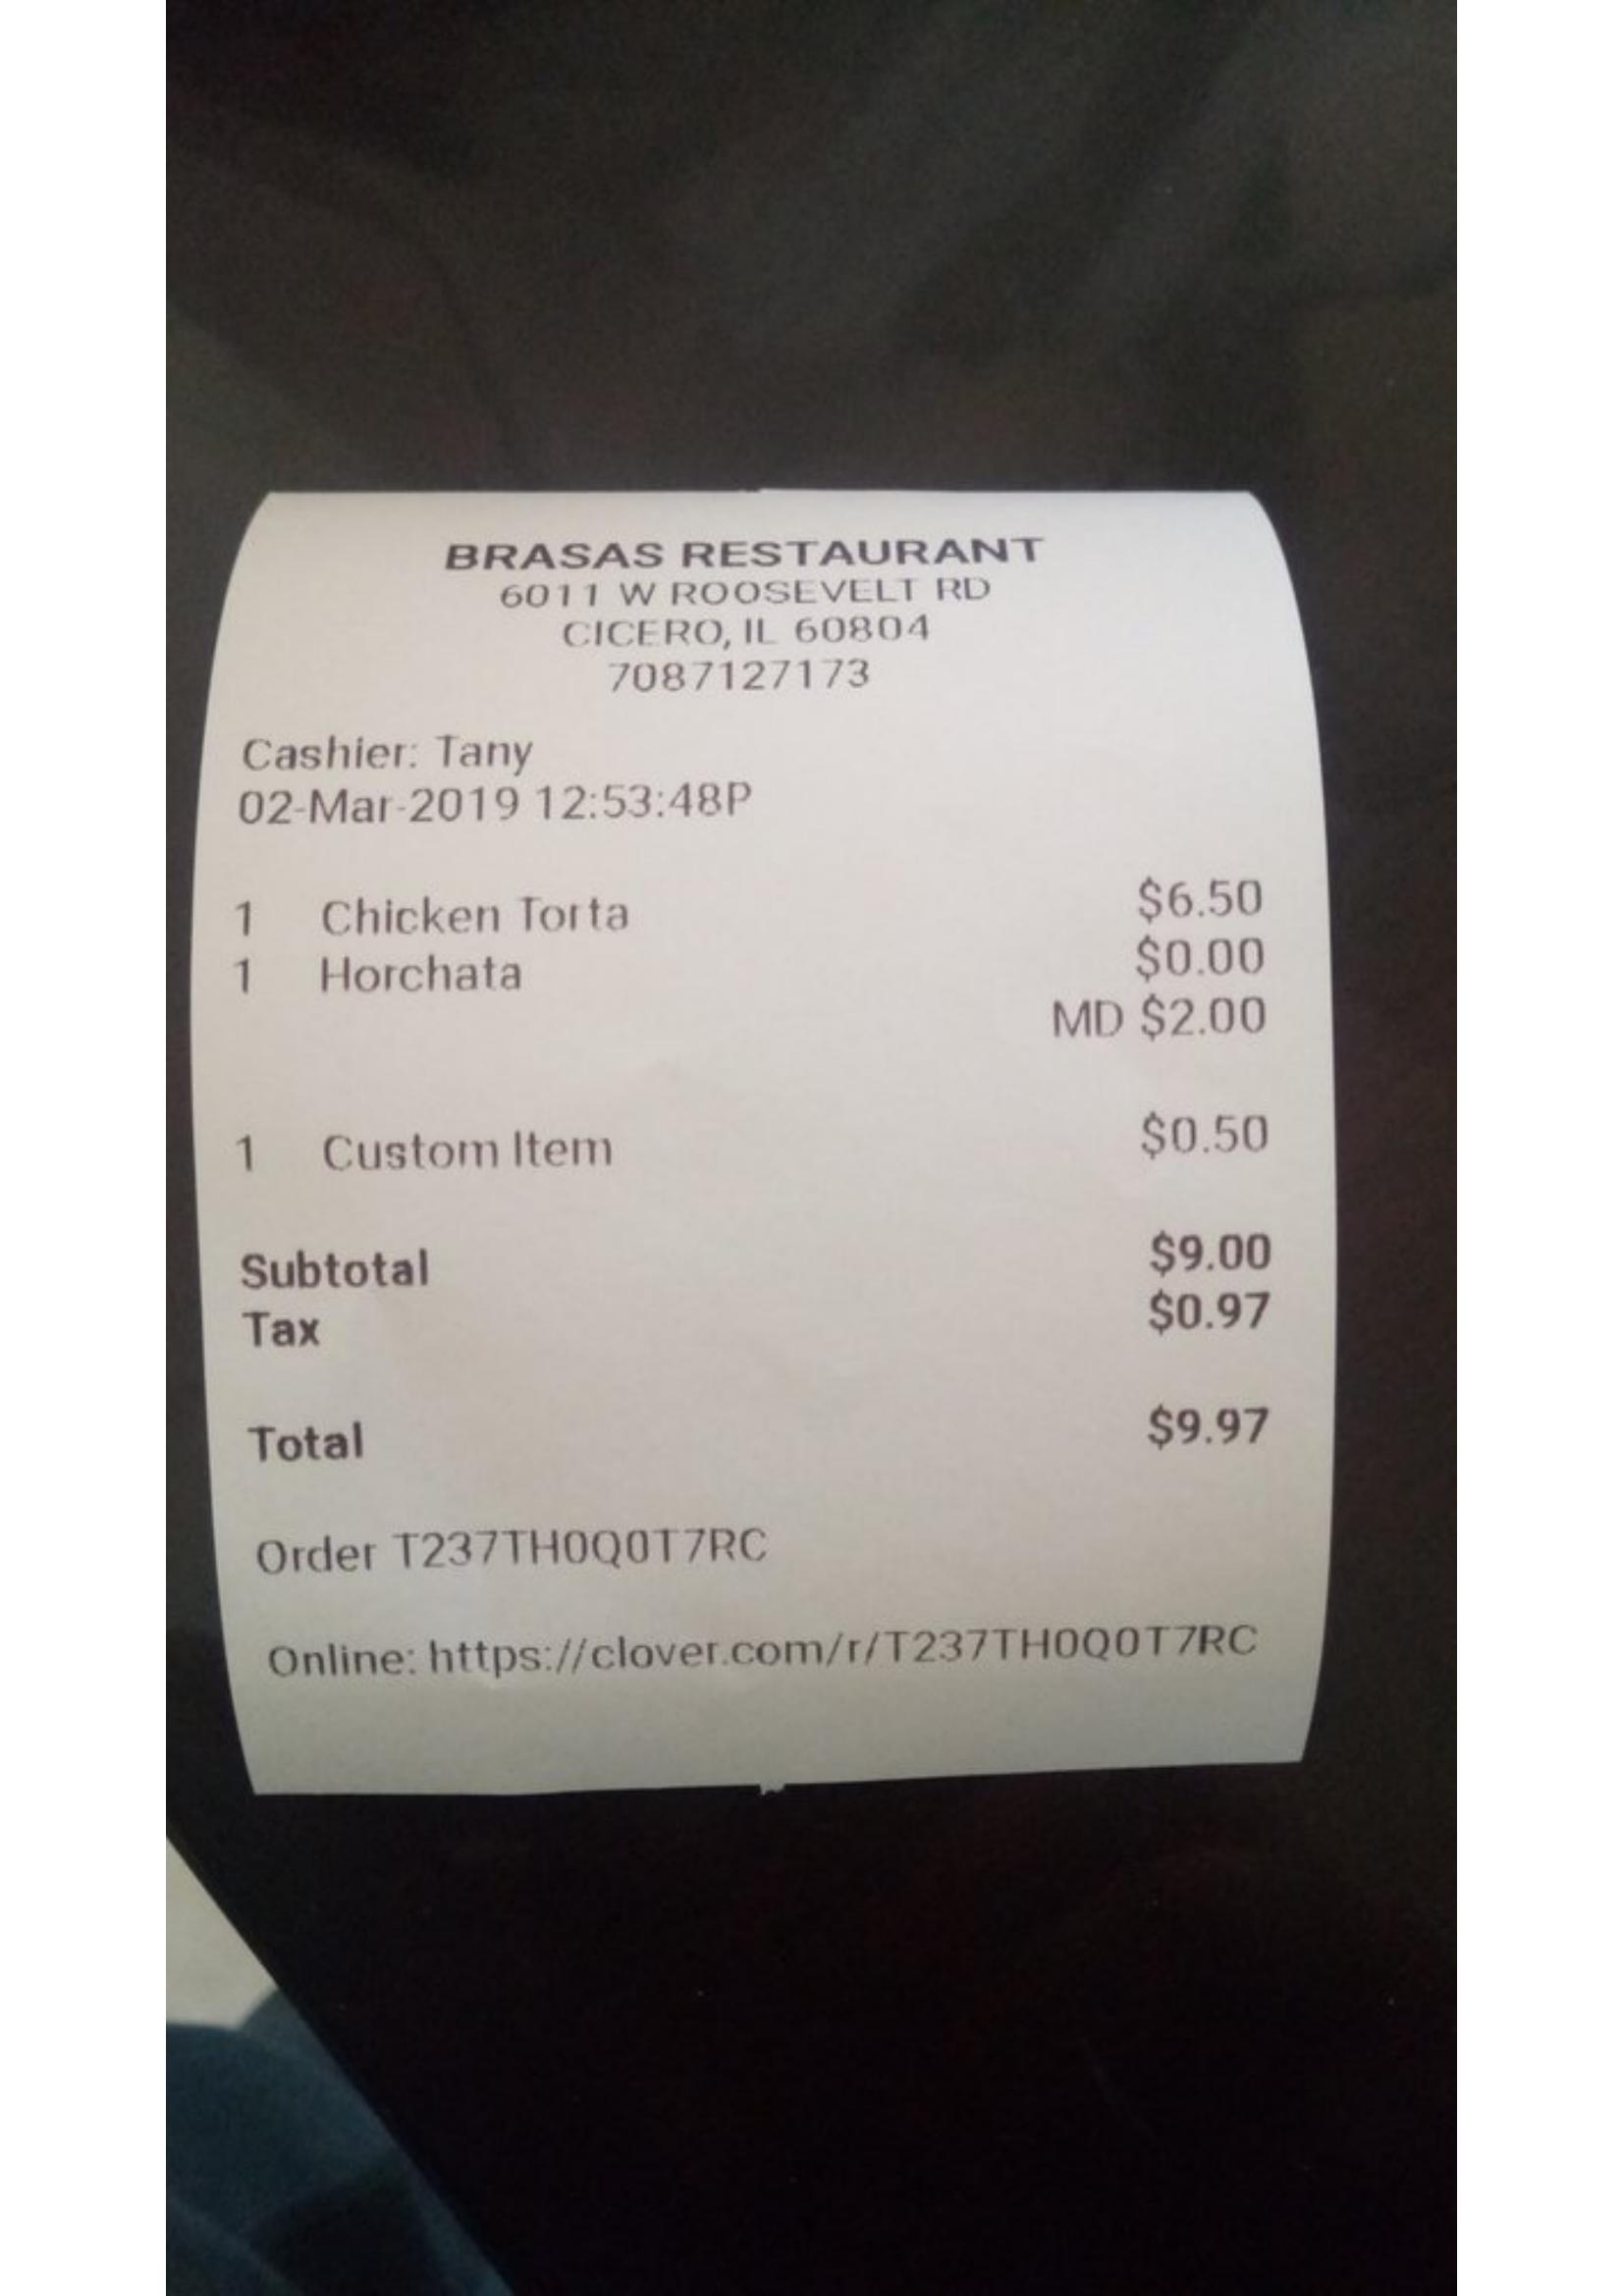 BRASAS RESTAURANT
6011 W ROOSEVELT RD
CICERO, IL 60804
7087127173
Cashier: Tany
02-Mar-2019 12:53:48P
1 Chicken Torta $6.50
1 Horchata $0.00
MD $2.00
1 Custom Item $0.50
Subtotal $9.00
Tax $0.97
Total $9.97
Order T237TH0Q0T7RC
Online: https://clover.com/r/T237TH0Q0T7RC